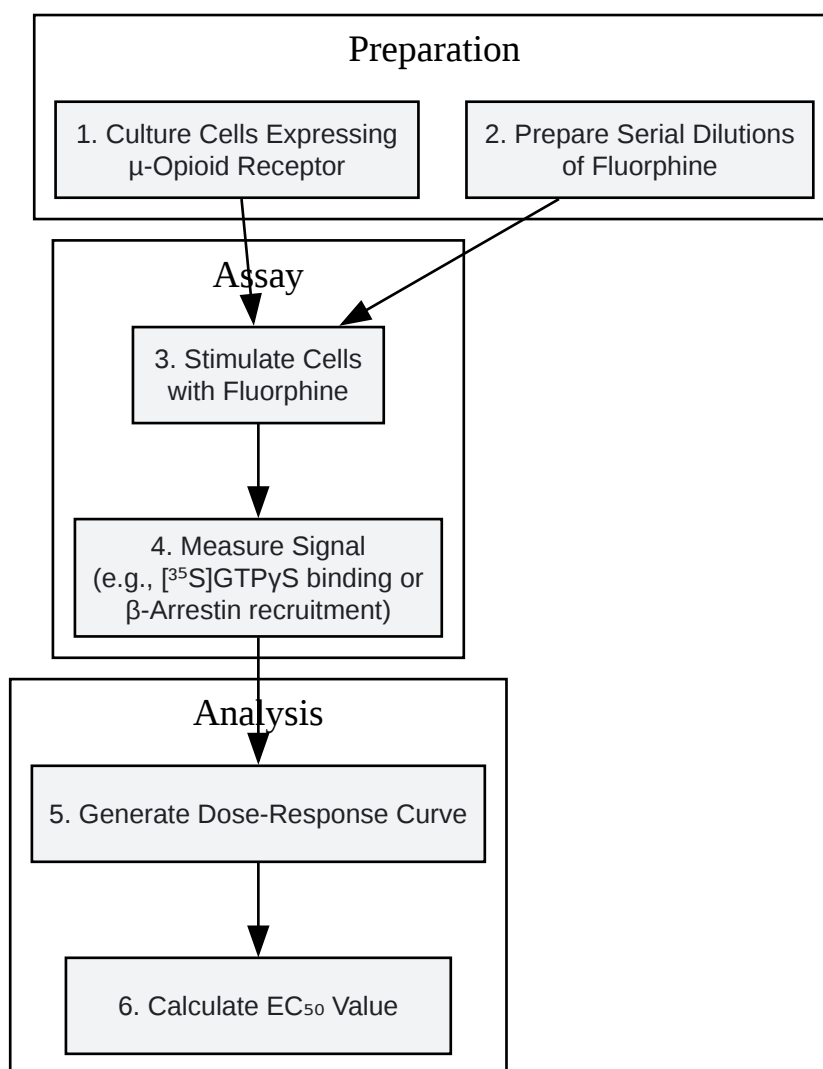 Preparation
1. Culture Cells Expressing
μ-Opioid Receptor
2. Prepare Serial Dilutions
of Fluorphine
Assay
3. Stimulate Cells
with Fluorphine
4. Measure Signal
(e.g., [³⁵S]GTPγS binding or
β-Arrestin recruitment)
Analysis
5. Generate Dose-Response Curve
6. Calculate EC₅₀ Value